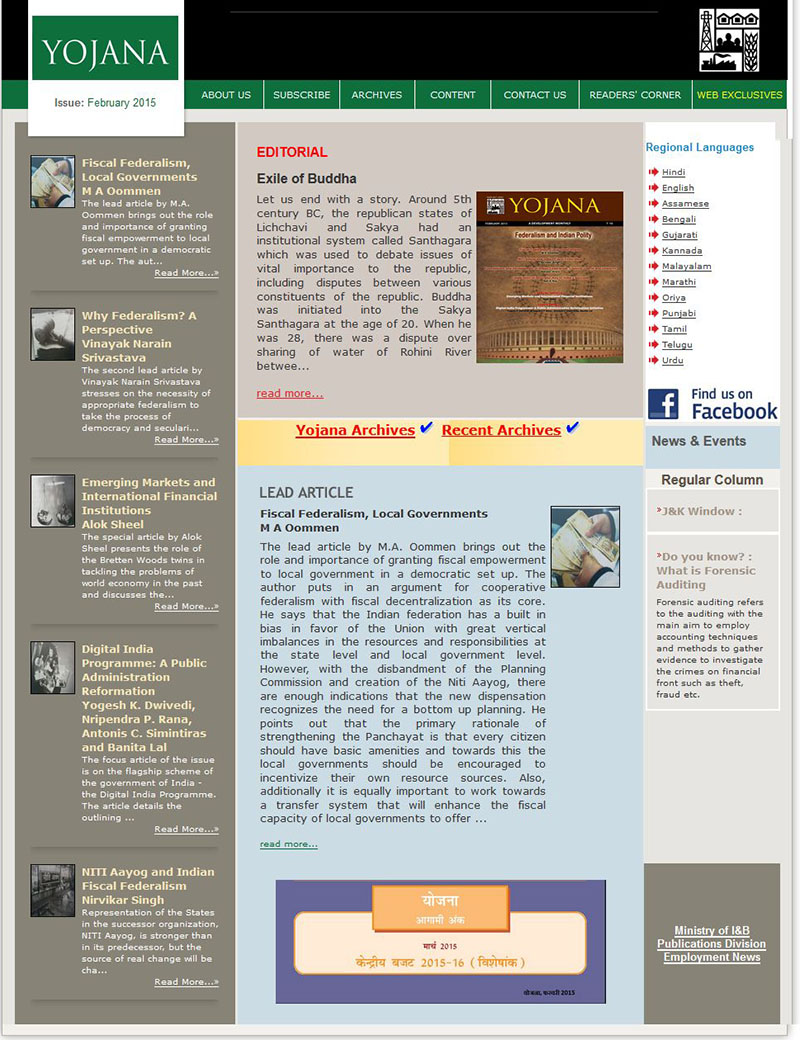 YOJANA
Issue: February 2015
ABOUT US
SUBSCRIBE
ARCHIVES
CONTENT
CONTACT US
READERS' CORNER
WEB EXCLUSIVES
Fiscal Federalism,
Local Governments
M A Oommen
The lead article by M.A.
Oommen brings out the role
and importance of granting
fiscal empowerment to local
government in a democratic
set up. The aut...
Read More...»
Why Federalism? A
Perspective
Vinayak Narain
Srivastava
The second lead article by
Vinayak Narain Srivastava
stresses on the necessity of
appropriate federalism to
take the process of
democracy and seculari...
Read More...»
Emerging Markets and
International Financial
Institutions
Alok Sheel
The special article by Alok
Sheel presents the role of
the Bretten Woods twins in
tackling the problems of
world economy in the past
and discusses the...
Read More...»
Digital India
Programme: A Public
Administration
Reformation
Yogesh K. Dwivedi,
Nripendra P. Rana,
Antonis C. Simintiras
and Banita Lal
The focus article of the issue
is on the flagship scheme of
the government of India -
the Digital India Programme.
The article details the
outlining ...
Read More...»
NITI Aayog and Indian
Fiscal Federalism
Nirvikar Singh
Representation of the States
in the successor organization,
NITI Aayog, is stronger than
in its predecessor, but the
source of real change will be
cha...
Read More...»
EDITORIAL
Exile of Buddha
Let us end with a story. Around 5th
century BC, the republican states of
Lichchavi and Sakya had an
institutional system called Santhagara
which was used to debate issues of
vital importance to the republic,
including disputes between various
constituents of the republic. Buddha
was initiated into the Sakya
Santhagara at the age of 20. When he
was 28, there was a dispute over
sharing of water of Rohini River
betwee...
read more...
YOJANA
A DEVELOPMENT MONTHLY
Federalism and Indian Polity
Yojana Archives ✔ Recent Archives ✔
LEAD ARTICLE
Fiscal Federalism, Local Governments
M A Oommen
The lead article by M.A. Oommen brings out the
role and importance of granting fiscal empowerment
to local government in a democratic set up. The
author puts in an argument for cooperative
federalism with fiscal decentralization as its core.
He says that the Indian federation has a built in
bias in favor of the Union with great vertical
imbalances in the resources and responsibilities at
the state level and local government level.
However, with the disbandment of the Planning
Commission and creation of the Niti Aayog, there
are enough indications that the new dispensation
recognizes the need for a bottom up planning. He
points out that the primary rationale of
strengthening the Panchayat is that every citizen
should have basic amenities and towards this the
local governments should be encouraged to
incentivize their own resource sources. Also,
additionally it is equally important to work towards
a transfer system that will enhance the fiscal
capacity of local governments to offer ...
read more...
योजना
आगामी अंक
मार्च 2015
केन्द्रीय बजट 2015-16 (विशेषांक)
योजना, फरवरी 2015
Regional Languages
Hindi
English
Assamese
Bengali
Gujarati
Kannada
Malayalam
Marathi
Oriya
Punjabi
Tamil
Telugu
Urdu
Find us on
Facebook
News & Events
Regular Column
»J&K Window :
»Do you know? :
What is Forensic
Auditing
Forensic auditing refers
to the auditing with the
main aim to employ
accounting techniques
and methods to gather
evidence to investigate
the crimes on financial
front such as theft,
fraud etc.
Ministry of I&B
Publications Division
Employment News